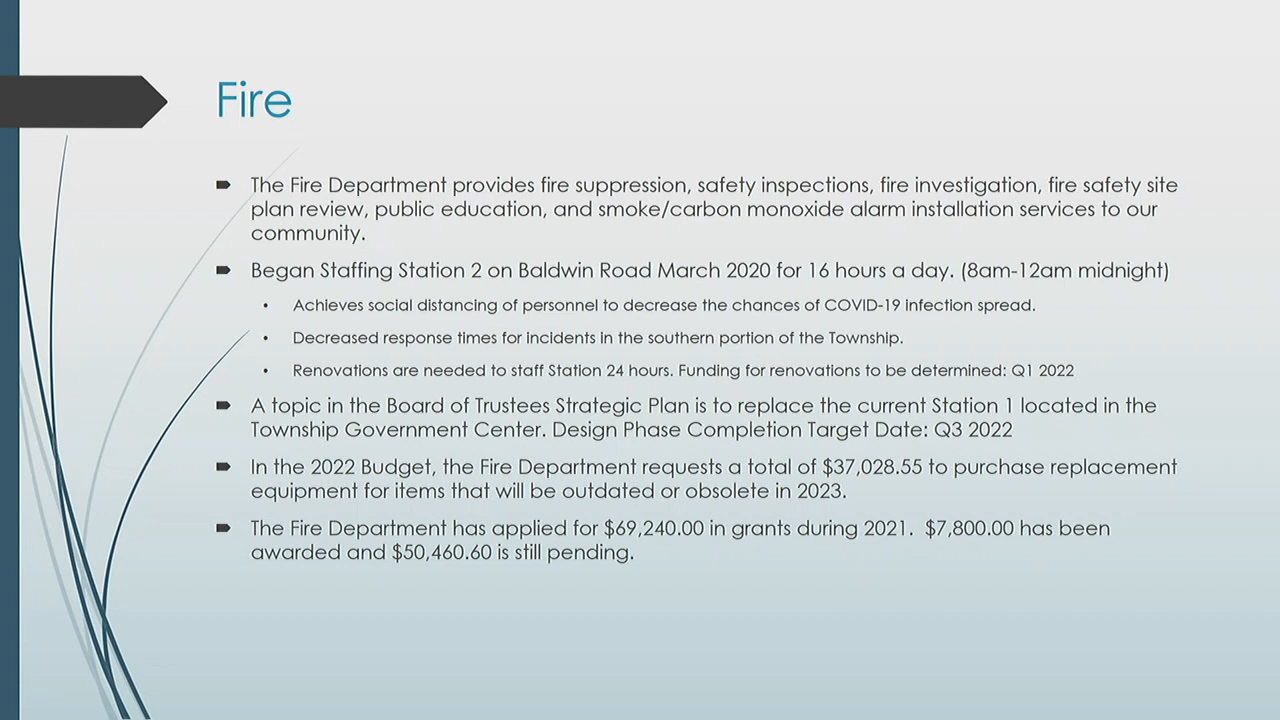 Fire
The Fire Department provides fire suppression, safety inspections, fire investigation, fire safety site
plan review, public education, and smoke/carbon monoxide alarm installation services to our
community.
Began Staffing Station 2 on Baldwin Road March 2020 for 16 hours a day. (8am-12am midnight)
• Achieves social distancing of personnel to decrease the chances of COVID-19 infection spread.
• Decreased response times for incidents in the southern portion of the Township.
• Renovations are needed to staff Station 24 hours. Funding for renovations to be determined: Q1 2022
A topic in the Board of Trustees Strategic Plan is to replace the current Station 1 located in the
Township Government Center. Design Phase Completion Target Date: Q3 2022
In the 2022 Budget, the Fire Department requests a total of $37,028.55 to purchase replacement
equipment for items that will be outdated or obsolete in 2023.
The Fire Department has applied for $69,240.00 in grants during 2021.  $7,800.00 has been
awarded and $50,460.60 is still pending.